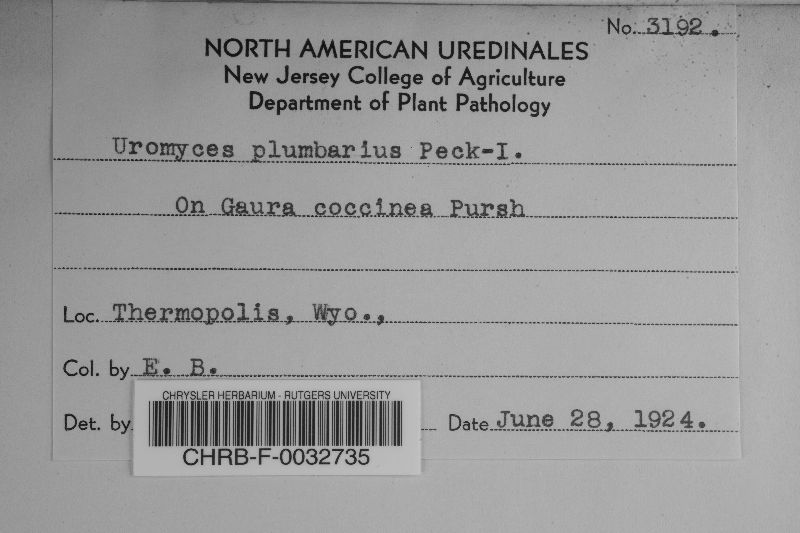 No. 3192.
NORTH AMERICAN UREDINALES
New Jersey College of Agriculture
Department of Plant Pathology
Uromyces plumbarius Peck-I.
On Gaura coccinea Pursh
Loc. Thermopolis, Wyo.,
Col. by E. B.
Det. by Date June 28, 1924.
CHRYSLER HERBARIUM - RUTGERS UNIVERSITY
CHRB-F-0032735